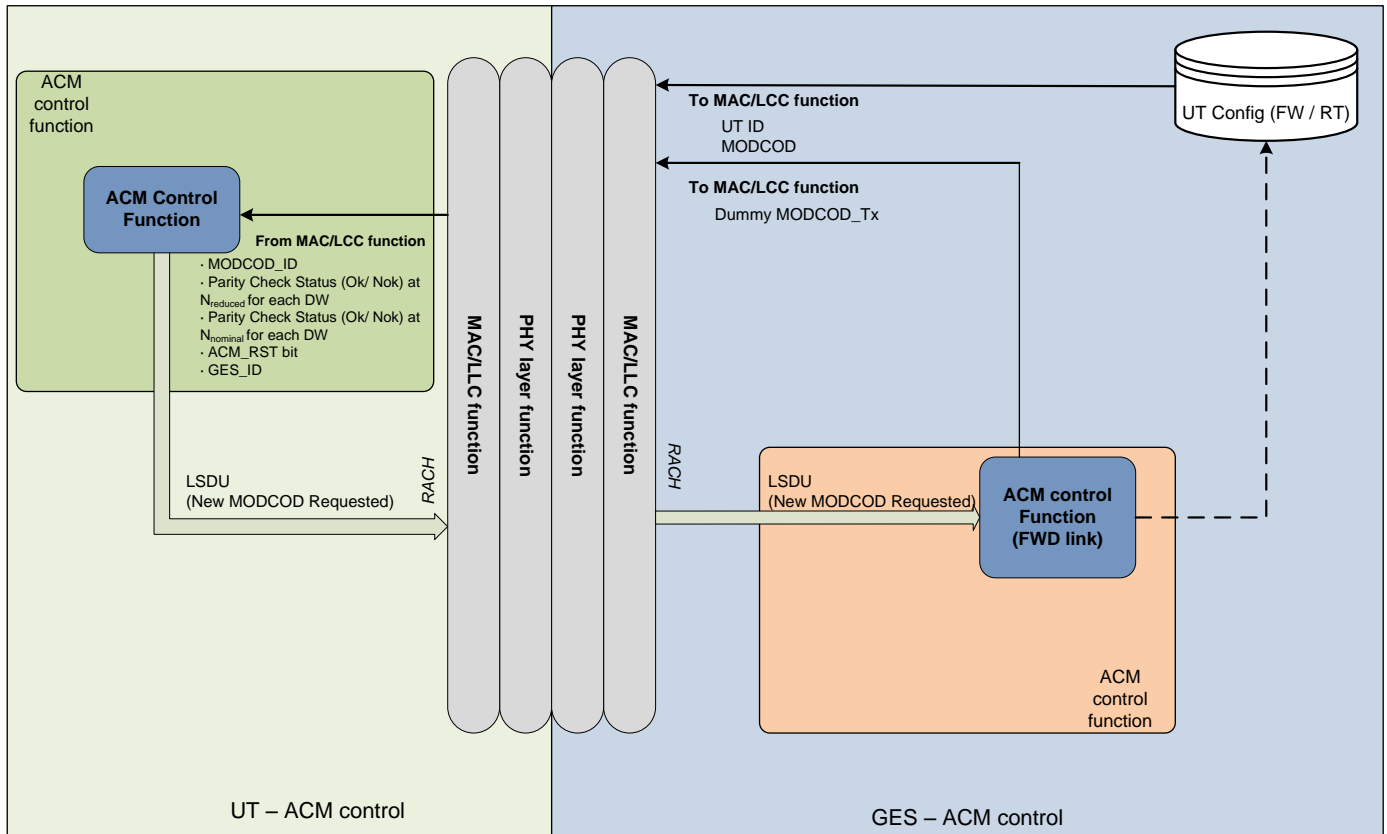 ACM
control
function
ACM Control
Function
From MAC/LCC function
· MODCOD_ID
· Parity Check Status (Ok/ Nok) at
Nreduced for each DW
· Parity Check Status (Ok/ Nok) at
Nnominal for each DW
· ACM_RST bit
· GES_ID
LSDU
(New MODCOD Requested)
RACH
MAC/LLC function
PHY layer function
PHY layer function
MAC/LLC function
To MAC/LCC function
UT ID
MODCOD
To MAC/LCC function
Dummy MODCOD_Tx
UT Config (FW / RT)
RACH
LSDU
(New MODCOD Requested)
ACM control
Function
(FWD link)
ACM
control
function
UT – ACM control
GES – ACM control